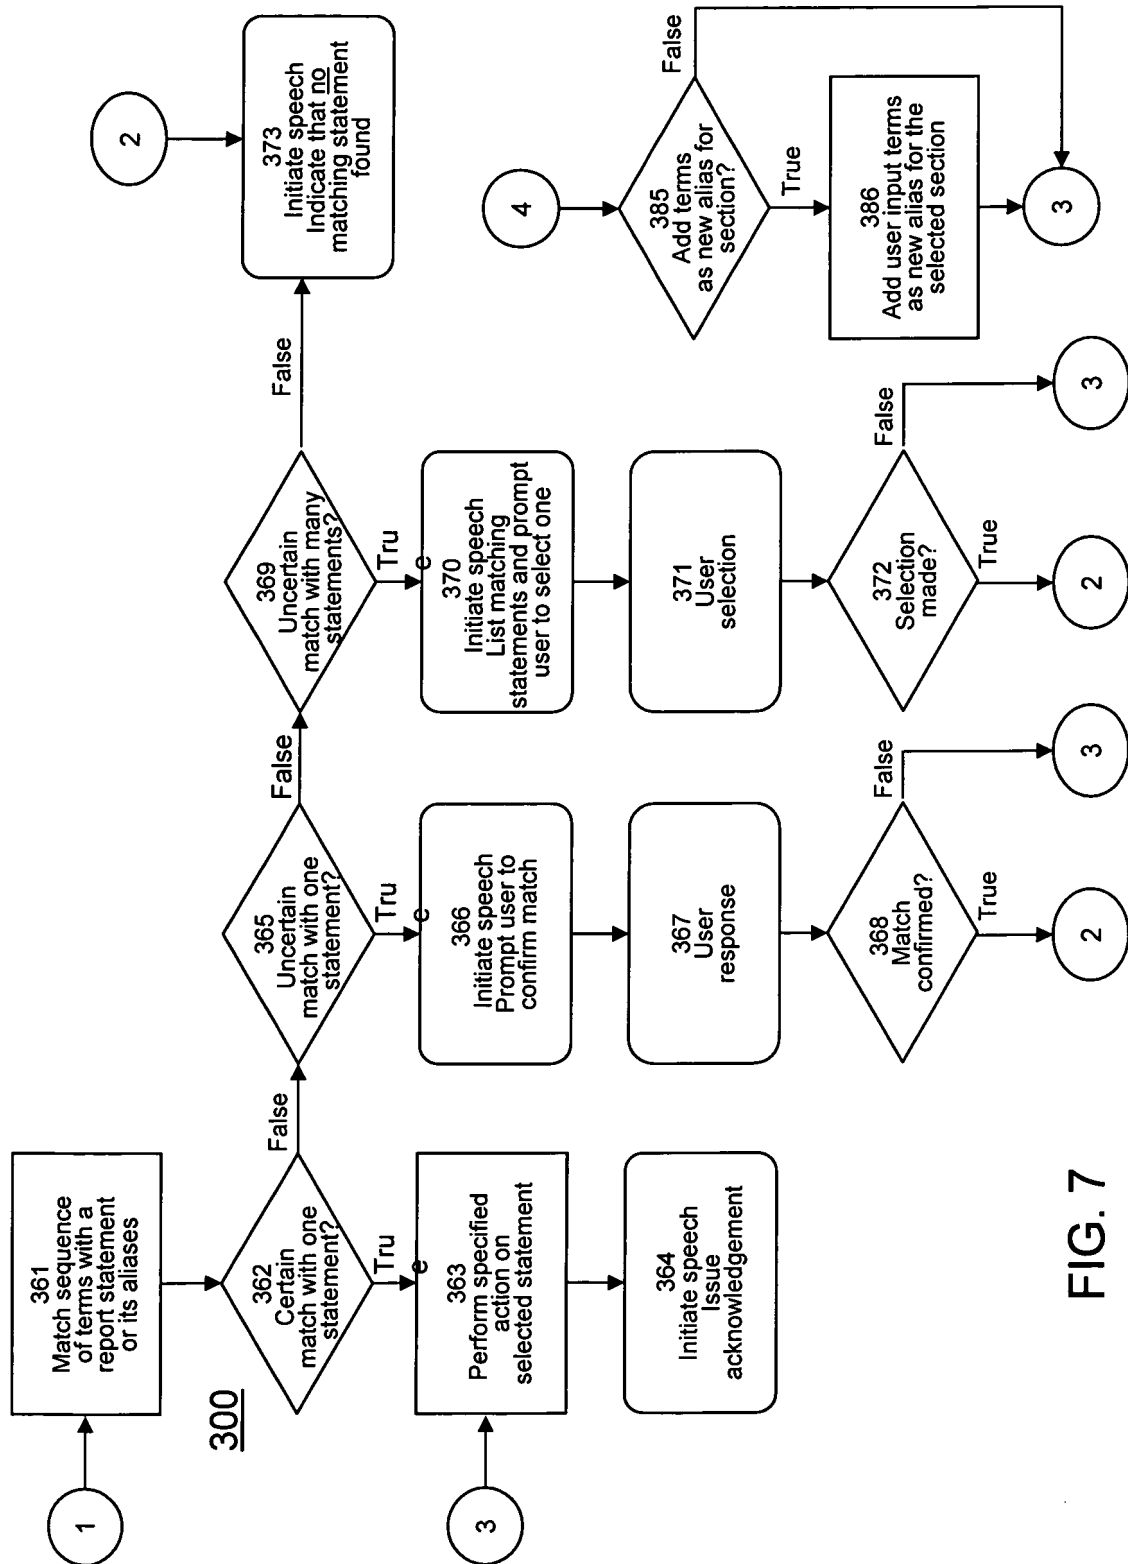 1
361
Match sequence
of terms with a
report statement
or its aliases
300
362
Certain
match with one
statement?
False
Tru
e
3
363
Perform specified
action on
selected statement
364
Initiate speech
Issue
acknowledgement
365
Uncertain
match with one
statement?
False
Tru
e
366
Initiate speech
Prompt user to
confirm match
367
User
response
368
Match
confirmed?
False
True
2
3
369
Uncertain
match with many
statements?
False
Tru
e
370
Initiate speech
List matching
statements and prompt
user to select one
371
User
selection
372
Selection
made?
False
True
2
3
2
373
Initiate speech
Indicate that no
matching statement
found
4
385
Add terms
as new alias for
section?
False
True
386
Add user input terms
as new alias for the
selected section
3
FIG. 7